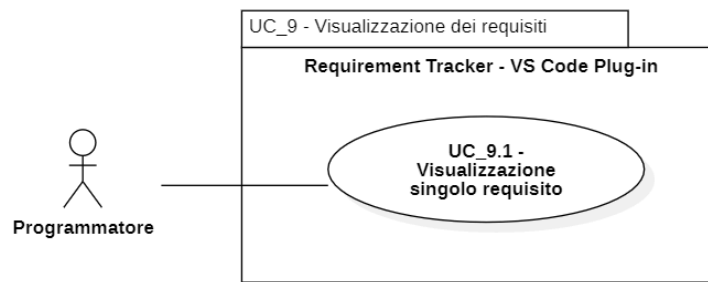 UC_9 - Visualizzazione dei requisiti
Requirement Tracker - VS Code Plug-in
UC_9.1 -
Visualizzazione
singolo requisito
Programmatore